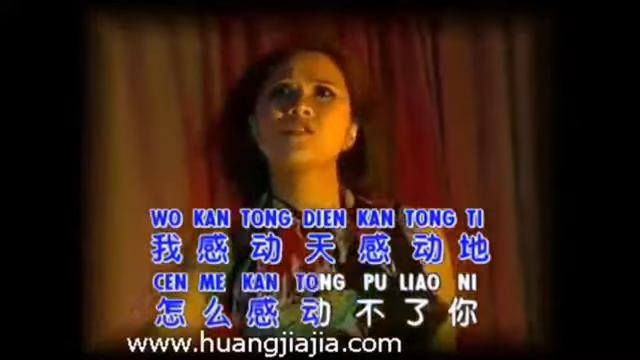 WO KAN TONG DIEN KAN TONG TI
我感动天感动地
CEN ME KAN TONG PU LIAO NI
怎么感动不了你
www.huangjiajia.com